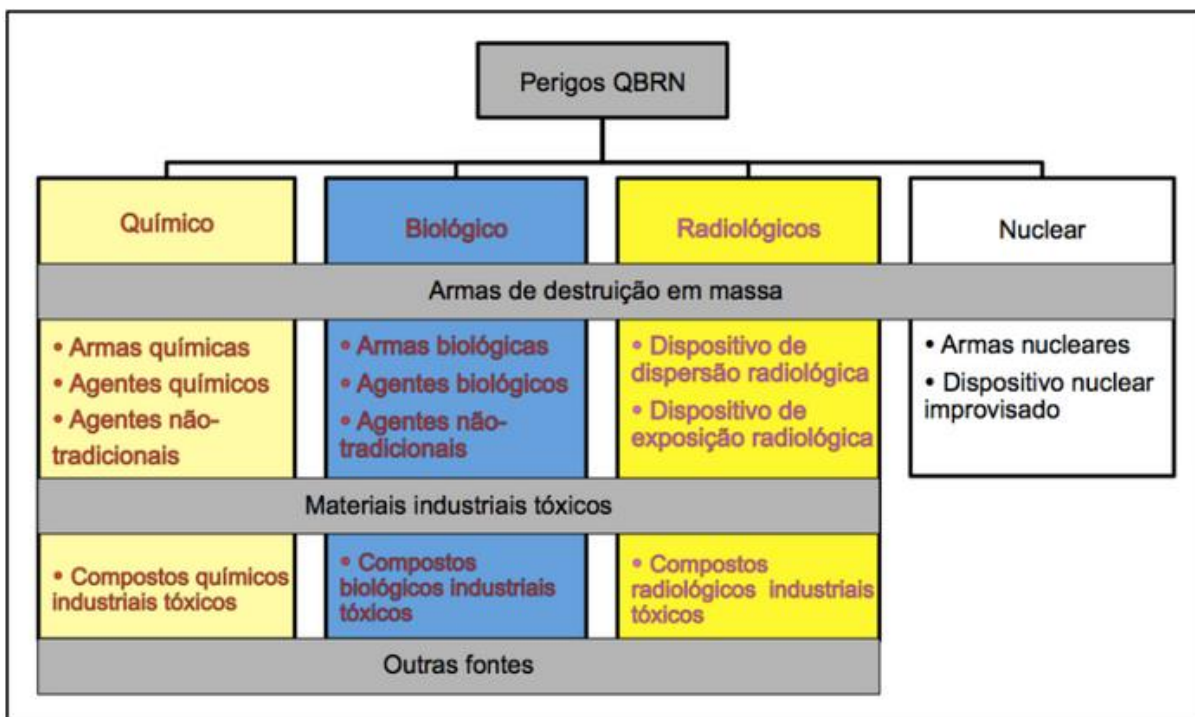 Perigos QBRN
Químico
Biológico
Radiológicos
Nuclear
Armas de destruição em massa
• Armas químicas
• Agentes químicos
• Agentes não-
tradicionais
• Armas biológicas
• Agentes biológicos
• Agentes não-
tradicionais
• Dispositivo de
dispersão radiológica
• Dispositivo de
exposição radiológica
• Armas nucleares
• Dispositivo nuclear
improvisado
Materiais industriais tóxicos
• Compostos químicos
industriais tóxicos
• Compostos
biológicos industriais
tóxicos
• Compostos
radiológicos industriais
tóxicos
Outras fontes